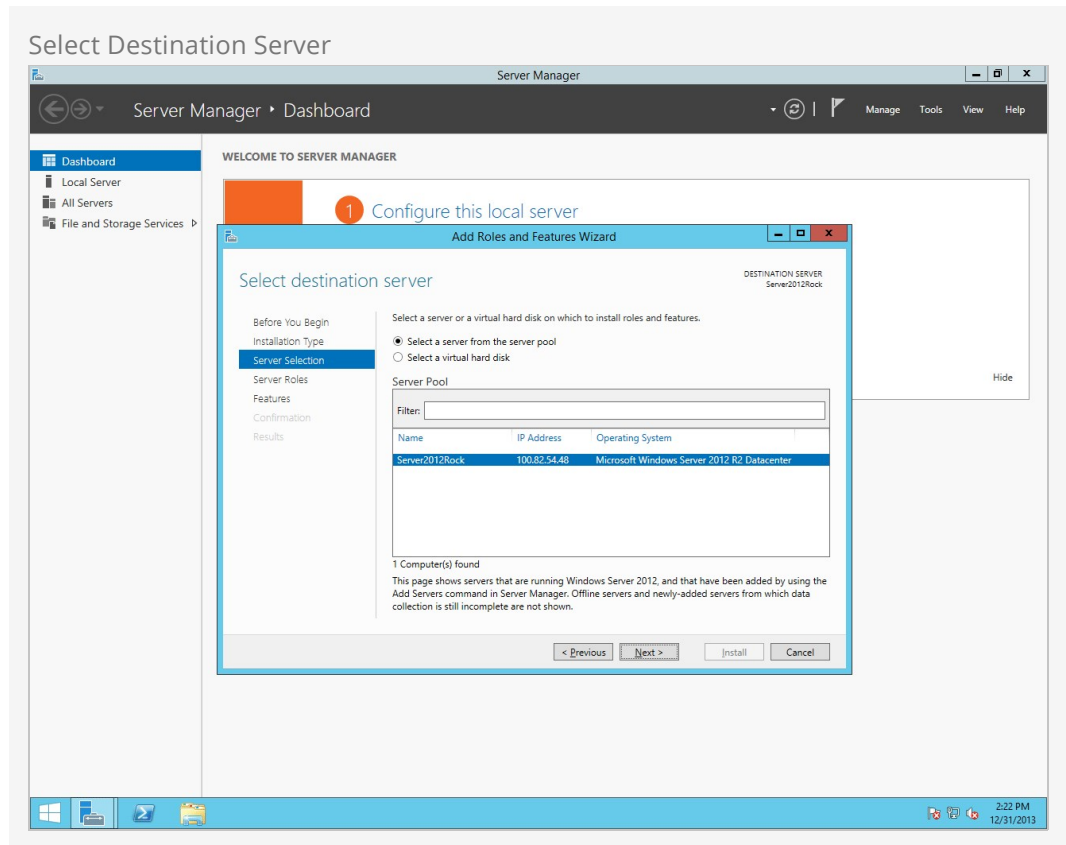 Select Destination Server
Server Manager
Server Manager • Dashboard
Manage Tools View Help
Dashboard
Local Server
All Servers
File and Storage Services
WELCOME TO SERVER MANAGER
1 Configure this local server
Add Roles and Features Wizard
Select destination server
DESTINATION SERVER
Server2012Rock
Before You Begin
Installation Type
Server Selection
Server Roles
Features
Confirmation
Results
Select a server or a virtual hard disk on which to install roles and features.
Select a server from the server pool
Select a virtual hard disk
Server Pool
Filter:
Name IP Address Operating System
Server2012Rock 100.82.54.48 Microsoft Windows Server 2012 R2 Datacenter
1 Computer(s) found
This page shows servers that are running Windows Server 2012, and that have been added by using the
Add Servers command in Server Manager. Offline servers and newly-added servers from which data
collection is still incomplete are not shown.
< Previous Next > Install Cancel
Hide
2:22 PM
12/31/2013